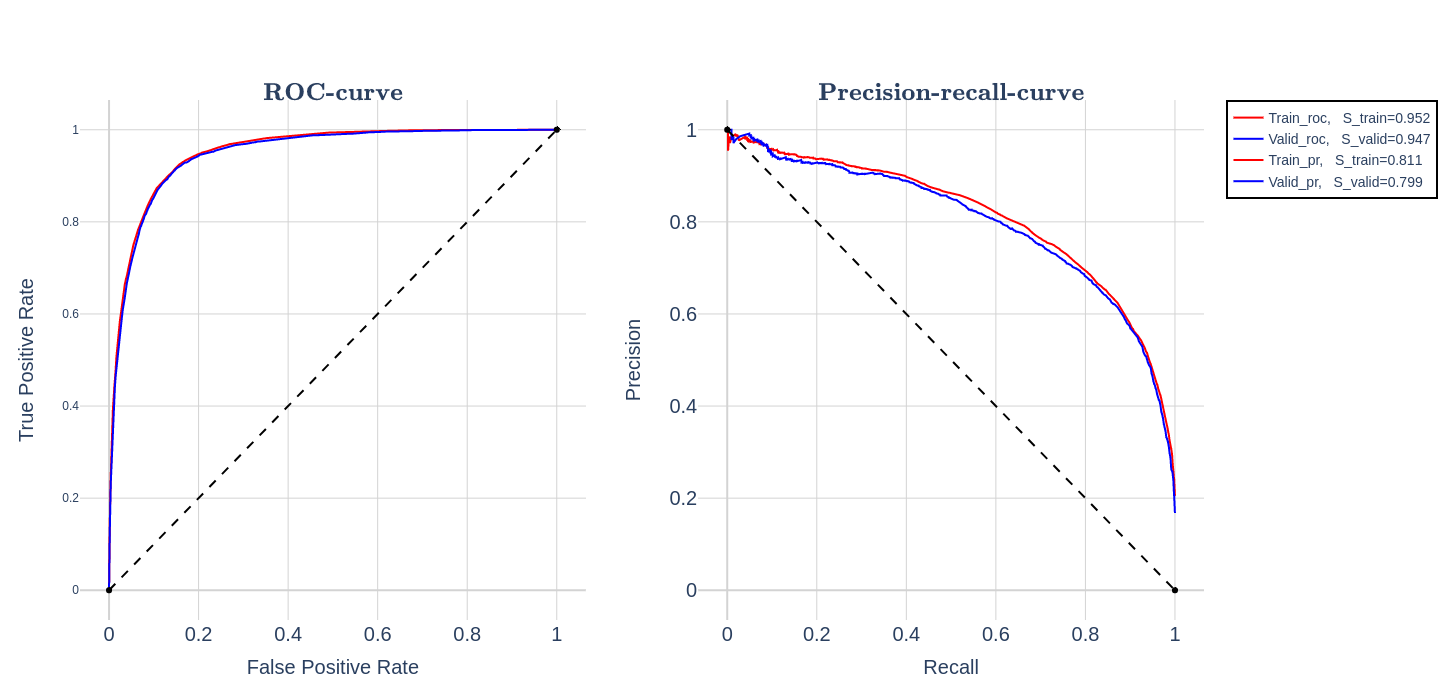 ROC-curve
Precision-recall-curve
Train_roc, S_train=0.952
Valid_roc, S_valid=0.947
Train_pr, S_train=0.811
Valid_pr, S_valid=0.799
True Positive Rate
1
0.8
0.6
0.4
0.2
0
0 0.2 0.4 0.6 0.8 1
False Positive Rate
Precision
1
0.8
0.6
0.4
0.2
0
0 0.2 0.4 0.6 0.8 1
Recall